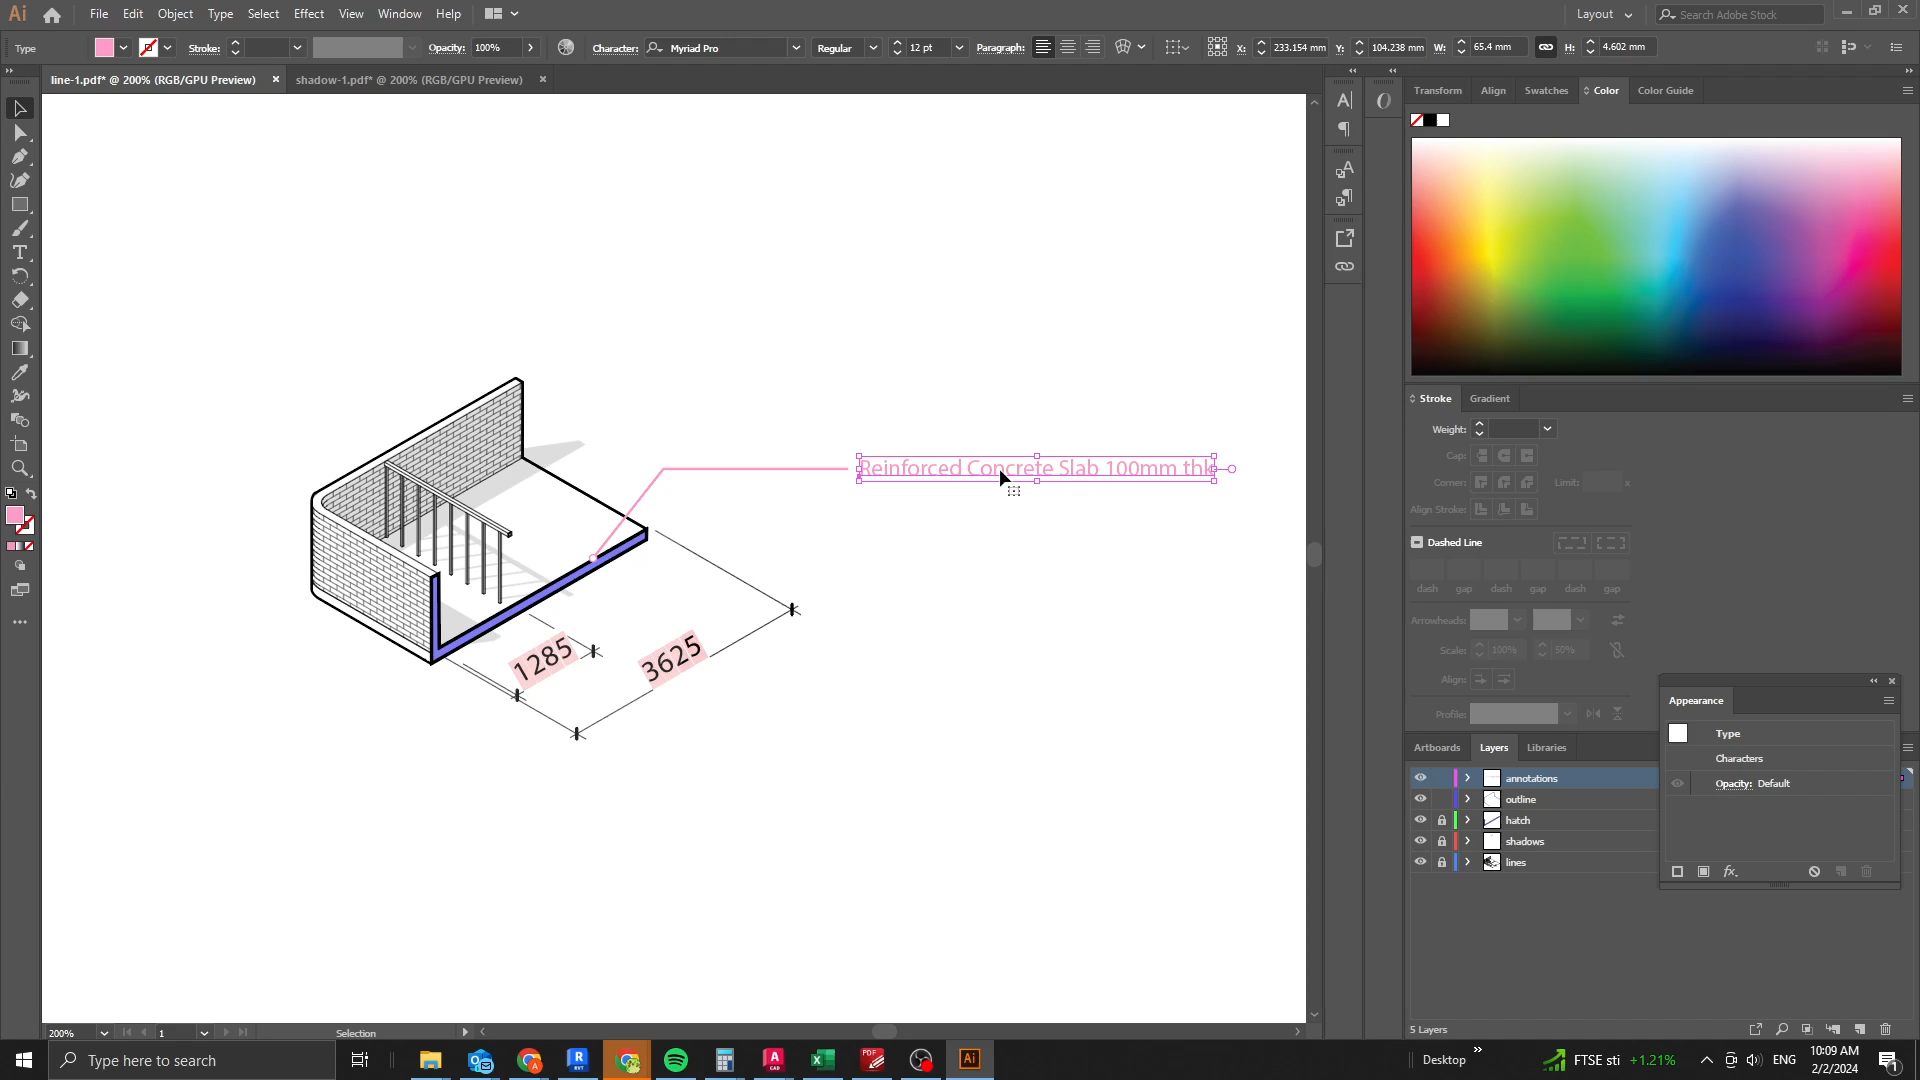 Ai File Edit Object Type Select Effect View Window Help Layout Search Adobe Stock
Type Stroke: Opacity: 100% Character: Myriad Pro Regular 12 pt Paragraph: X: 233.154 mm Y: 104.238 mm W: 65.4 mm H: 4.602 mm
line-1.pdf* @ 200% (RGB/GPU Preview) shadow-1.pdf* @ 200% (RGB/GPU Preview)
Transform Align Swatches Color Color Guide
Reinforced Concrete Slab 100mm thk
1285
3625
Stroke Gradient
Weight:
Cap:
Corner: Limit: x
Align Stroke:
Dashed Line
dash gap dash gap dash gap
Arrowheads:
Scale: 100% 50%
Align:
Profile:
Appearance
Type
Characters
Opacity: Default
Artboards Layers Libraries
annotations
outline
hatch
shadows
lines
5 Layers
200% 1 Selection
Type here to search
Desktop FTSE sti +1.21% ENG 10:09 AM
2/2/2024
1